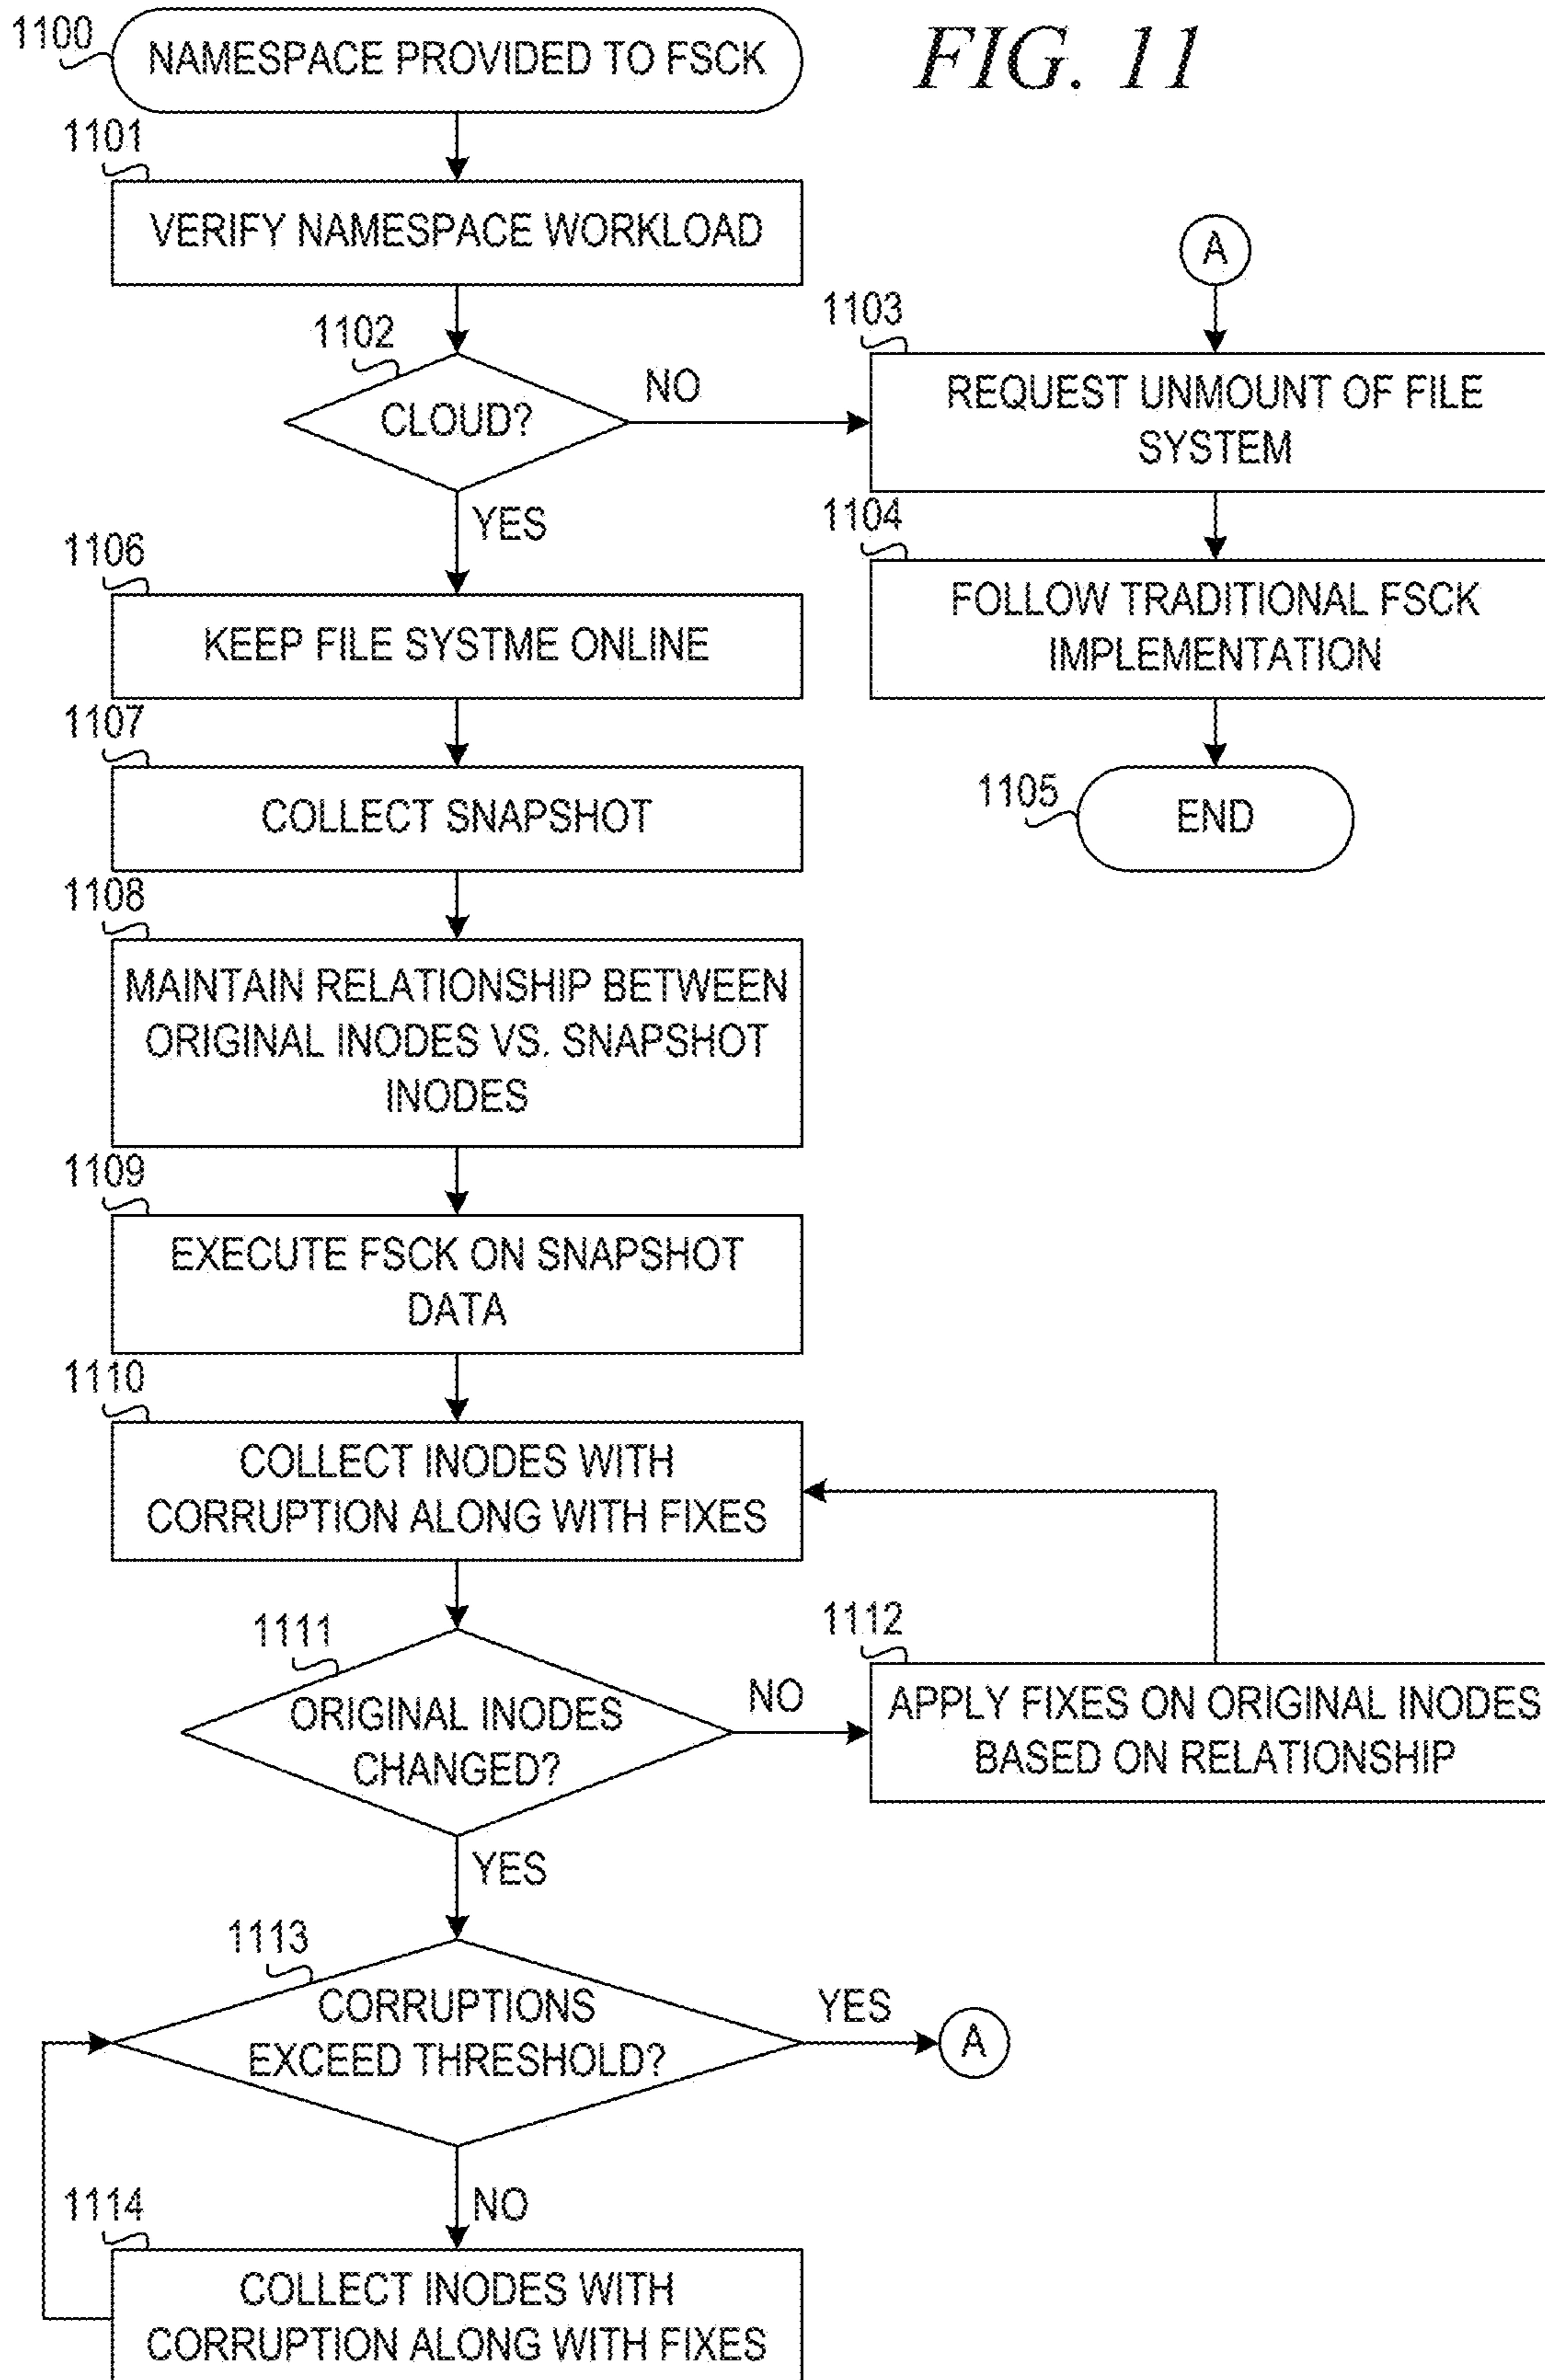 FIG. 11
1100
NAMESPACE PROVIDED TO FSCK
1101
VERIFY NAMESPACE WORKLOAD
1102
CLOUD?
NO
YES
A
1103
REQUEST UNMOUNT OF FILE
SYSTEM
1104
FOLLOW TRADITIONAL FSCK
IMPLEMENTATION
1105
END
1106
KEEP FILE SYSTME ONLINE
1107
COLLECT SNAPSHOT
1108
MAINTAIN RELATIONSHIP BETWEEN
ORIGINAL INODES VS. SNAPSHOT
INODES
1109
EXECUTE FSCK ON SNAPSHOT
DATA
1110
COLLECT INODES WITH
CORRUPTION ALONG WITH FIXES
1111
ORIGINAL INODES
CHANGED?
NO
1112
APPLY FIXES ON ORIGINAL INODES
BASED ON RELATIONSHIP
YES
1113
CORRUPTIONS
EXCEED THRESHOLD?
YES
A
NO
1114
COLLECT INODES WITH
CORRUPTION ALONG WITH FIXES